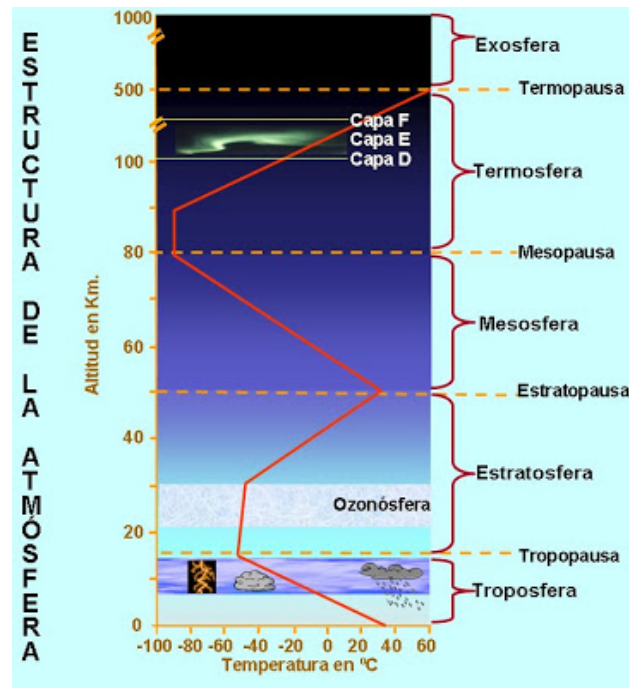 ESTRUCTURA DE LA ATMÓSFERA
Altitud en Km.
1000
500
100
80
60
40
20
0
-100 -80 -60 -40 -20 0 20 40 60
Temperatura en ºC
Capa F
Capa E
Capa D
Ozonósfera
Exosfera
Termopausa
Termosfera
Mesopausa
Mesosfera
Estratopausa
Estratosfera
Tropopausa
Troposfera